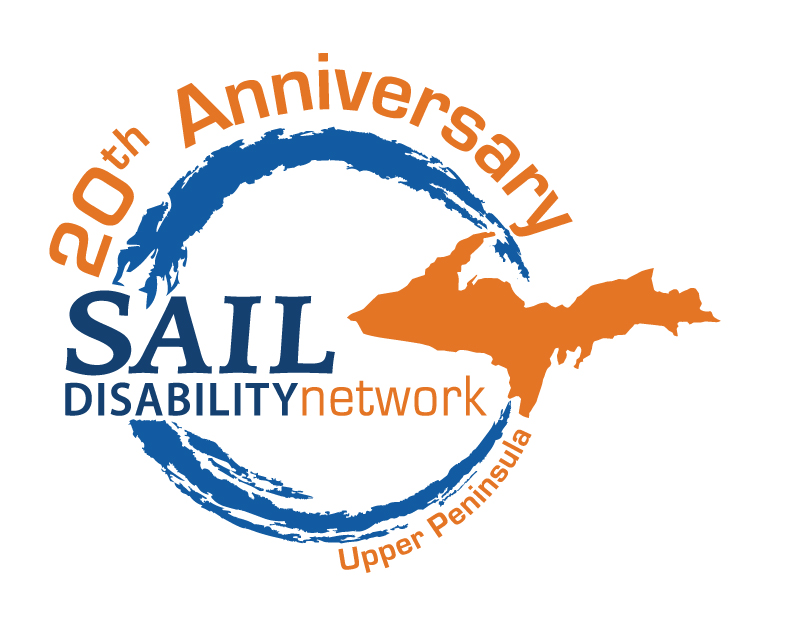 20th Anniversary
SAIL
DISABILITYnetwork
Upper Peninsula